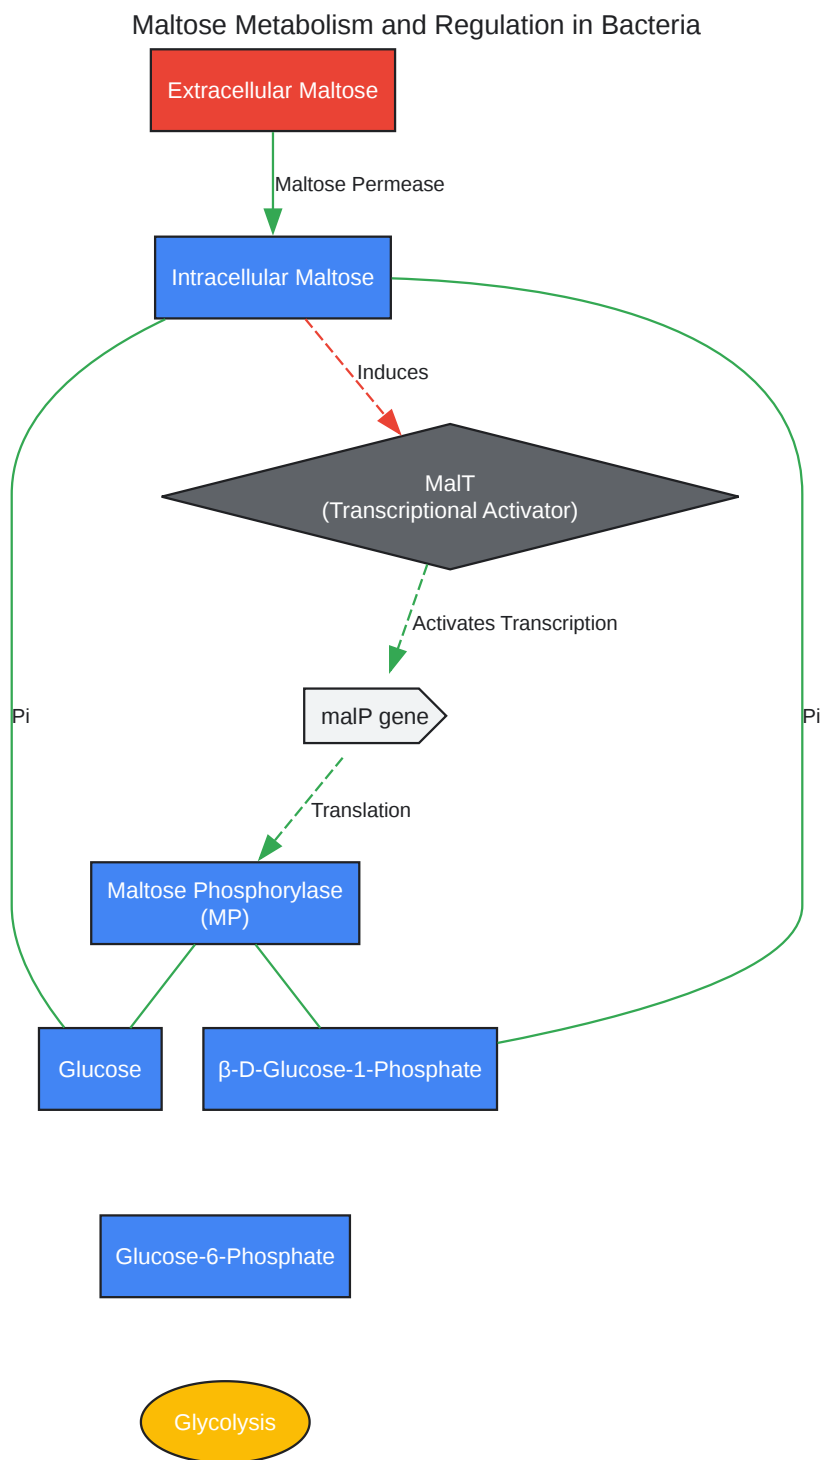 Maltose Metabolism and Regulation in Bacteria
Extracellular Maltose
Maltose Permease
Intracellular Maltose
Induces
MalT
(Transcriptional Activator)
Activates Transcription
Pi
malP gene
Pi
Translation
Maltose Phosphorylase
(MP)
Glucose
β-D-Glucose-1-Phosphate
Glucose-6-Phosphate
Glycolysis